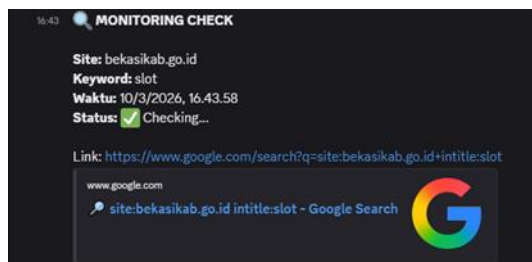 16:43 🔍 MONITORING CHECK
Site: bekasikab.go.id
Keyword: slot
Waktu: 10/3/2026, 16.43.58
Status: ✅ Checking...
Link: https://www.google.com/search?q=site:bekasikab.go.id+intitle:slot
www.google.com
🔎 site:bekasikab.go.id intitle:slot - Google Search
G